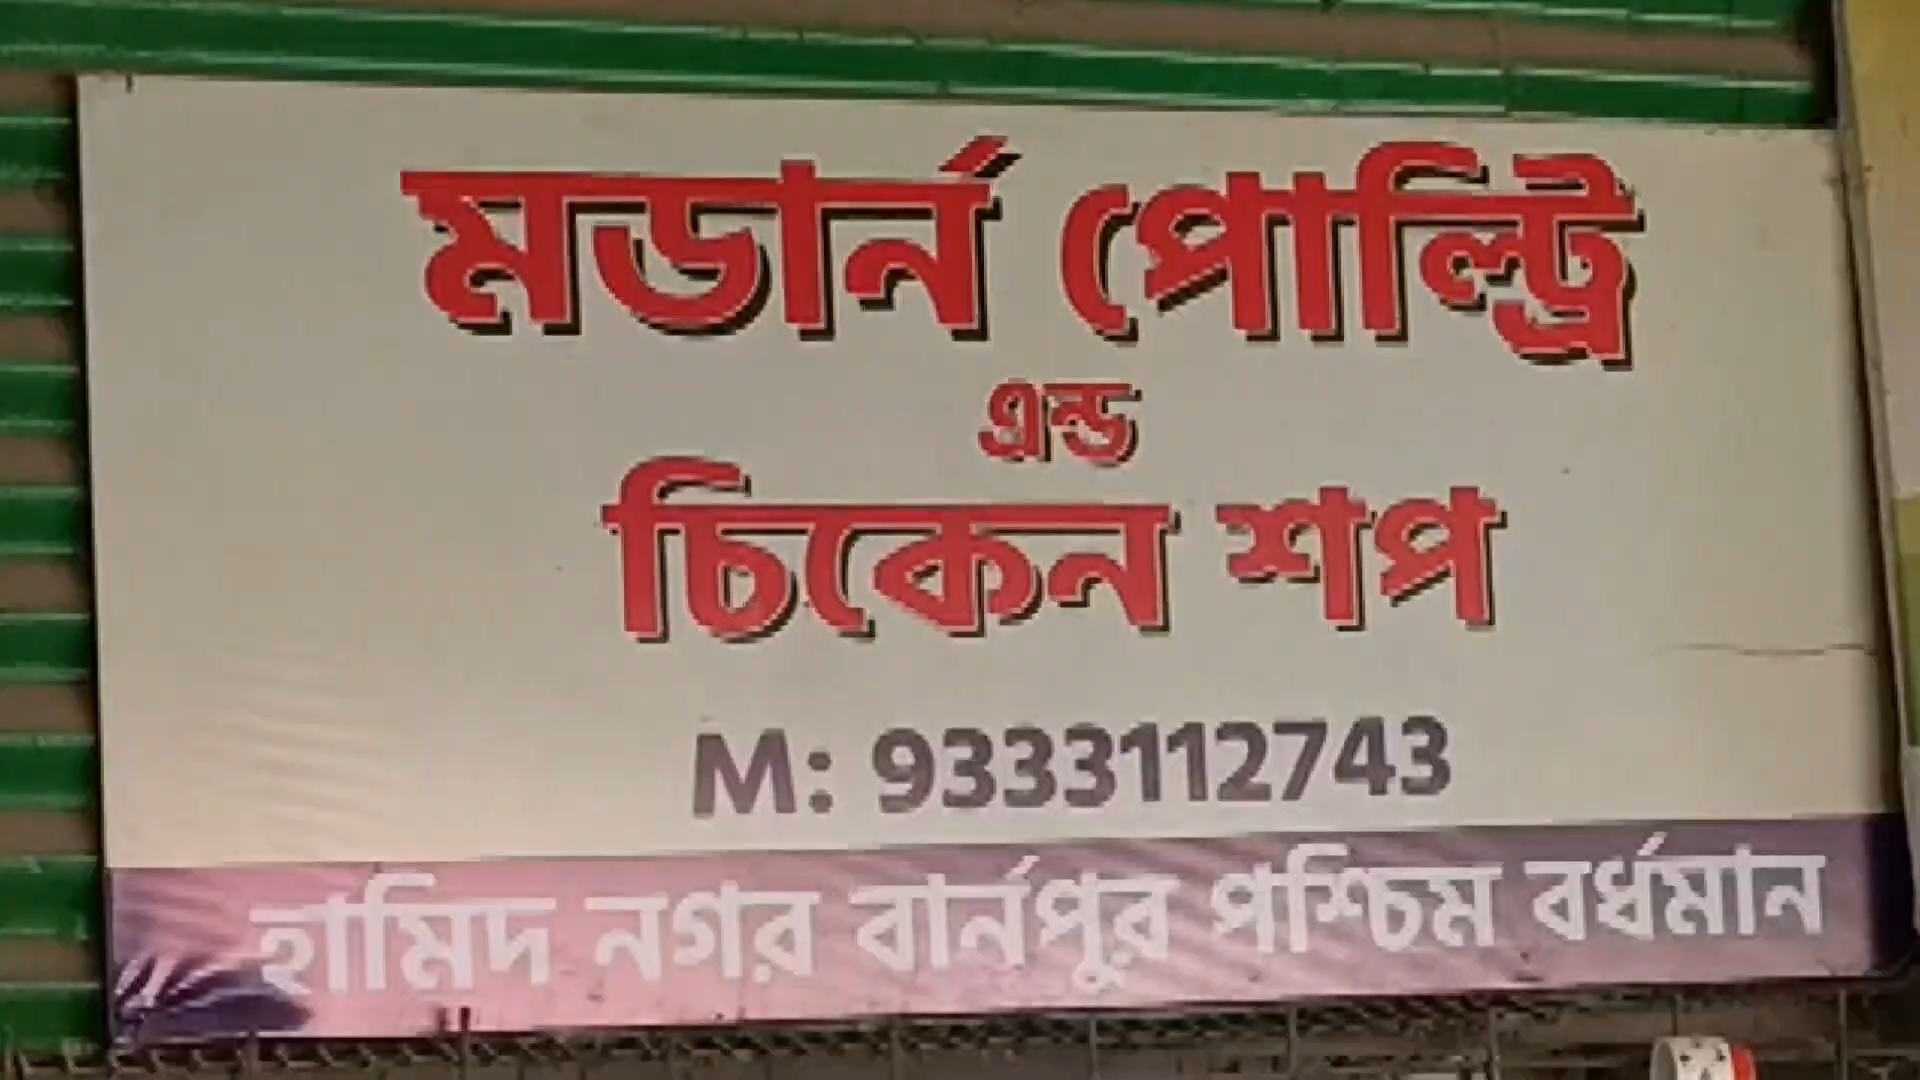 মডার্ন পোল্ট্রি
এন্ড
চিকেন শপ
M: 9333112743
হামিদ নগর বার্নপুর পশ্চিম বর্ধমান